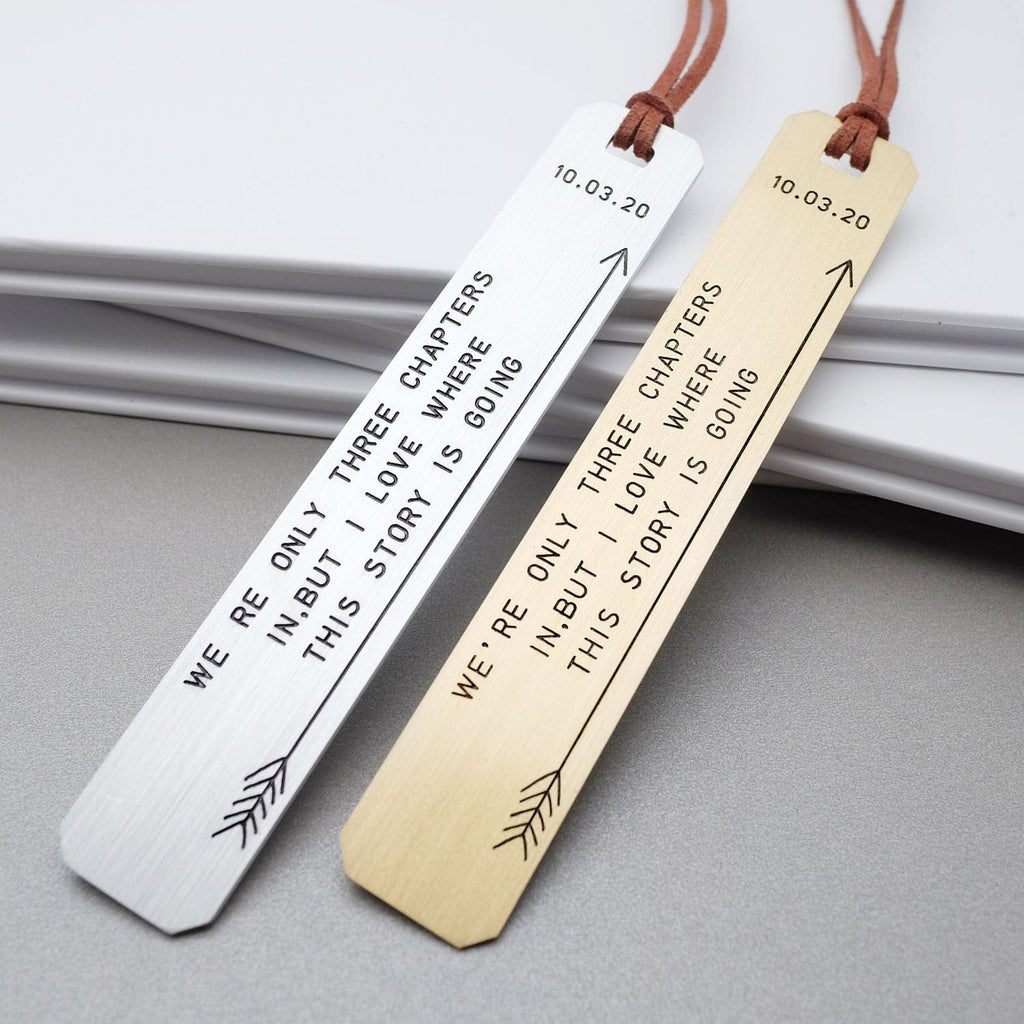 10.03.20
WE RE ONLY THREE CHAPTERS
IN,BUT I LOVE WHERE
THIS STORY IS GOING
10.03.20
WE'RE ONLY THREE CHAPTERS
IN,BUT I LOVE WHERE
THIS STORY IS GOING